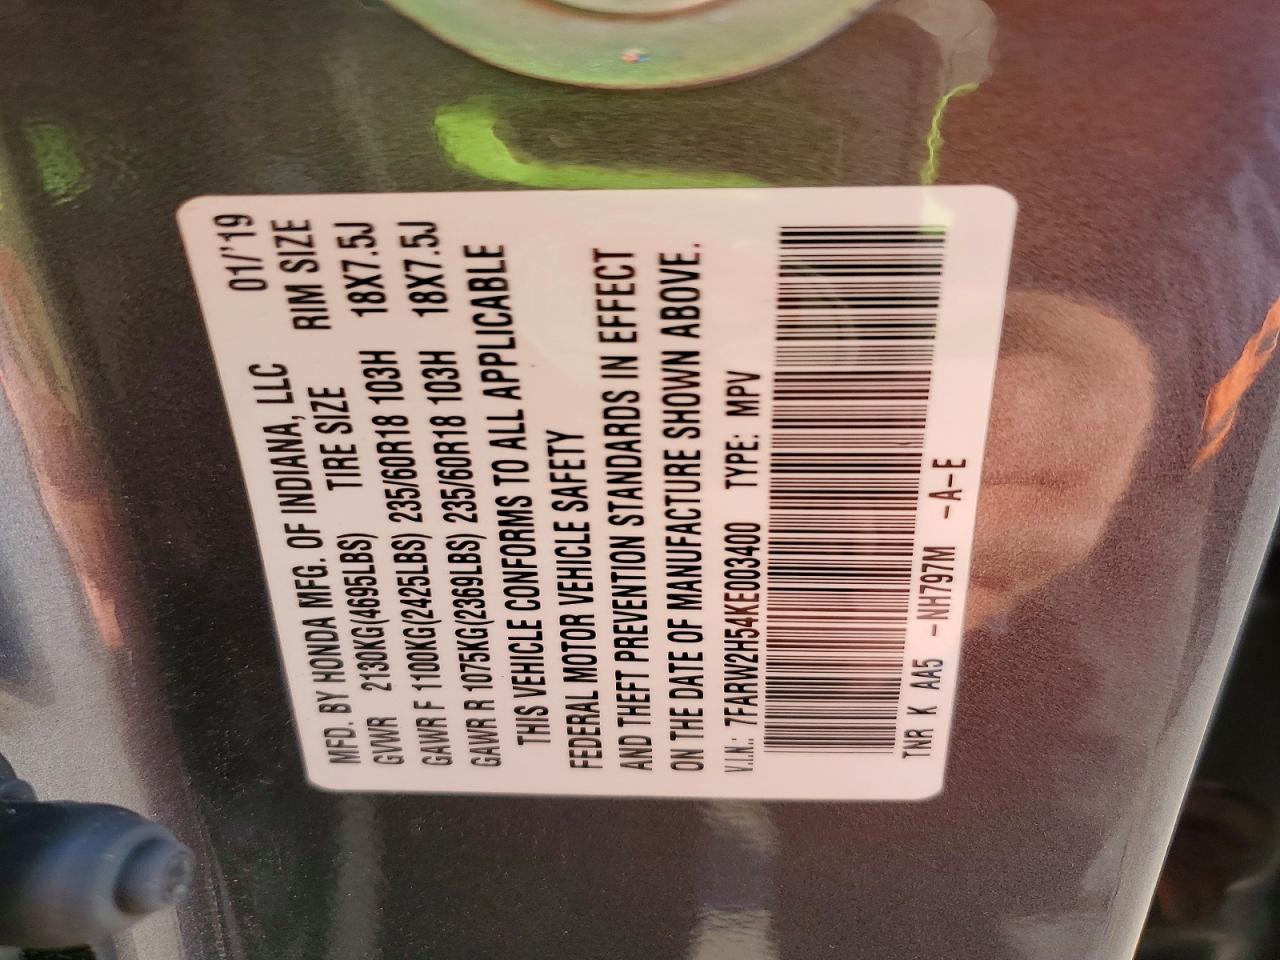 MFD. BY HONDA MFG. OF INDIANA, LLC 01/'19
GVWR 2130KG(4695LBS) TIRE SIZE RIM SIZE
GAWR F 1100KG(2425LBS) 235/60R18 103H 18X7.5J
GAWR R 1075KG(2369LBS) 235/60R18 103H 18X7.5J
THIS VEHICLE CONFORMS TO ALL APPLICABLE
FEDERAL MOTOR VEHICLE SAFETY
AND THEFT PREVENTION STANDARDS IN EFFECT
ON THE DATE OF MANUFACTURE SHOWN ABOVE.
V.I.N.: 7FARW2H54KE003400 TYPE: MPV
TNR K AA5 -NH797M -A-E